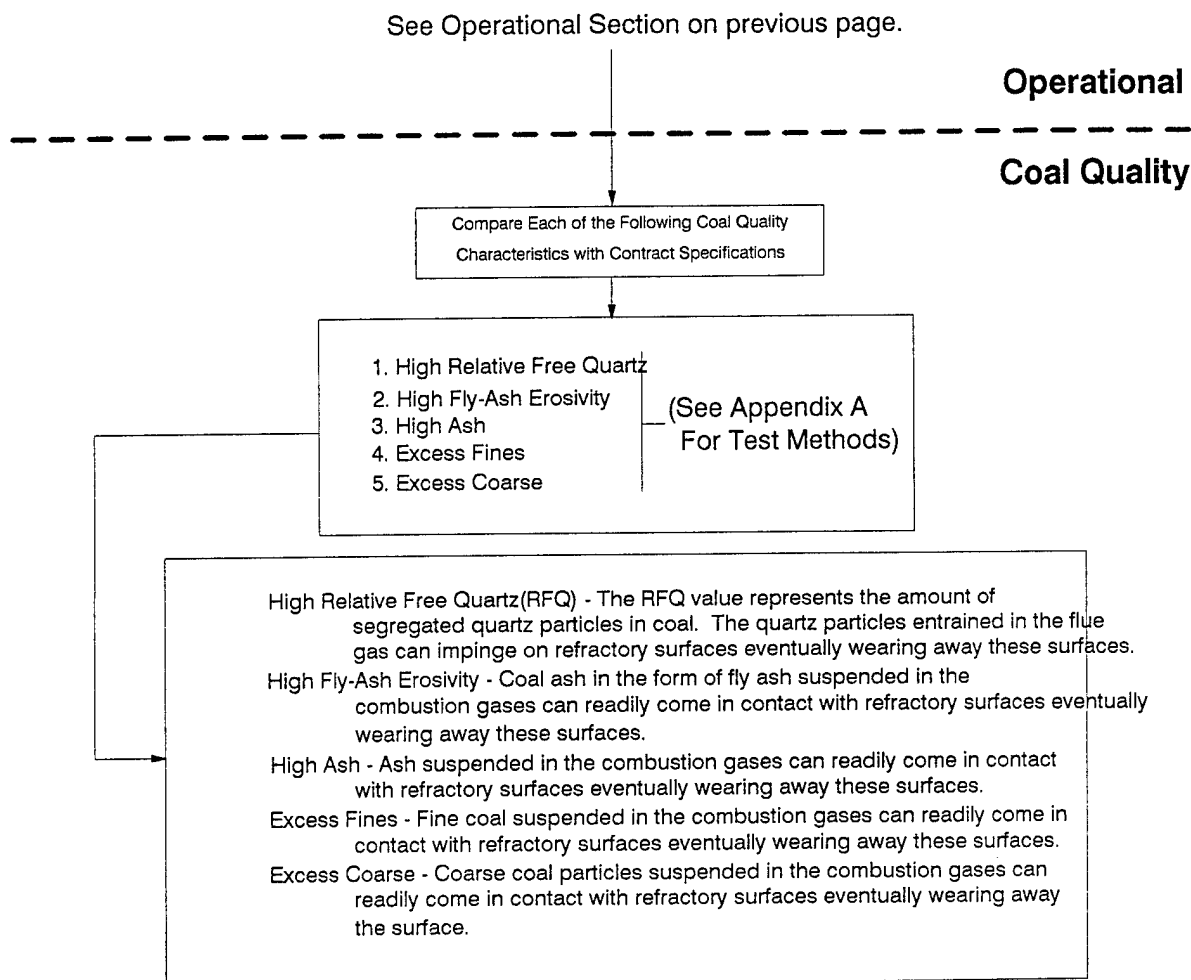 See Operational Section on previous page.
Operational
Coal Quality
Compare Each of the Following Coal Quality
Characteristics with Contract Specifications
1. High Relative Free Quartz
2. High Fly-Ash Erosivity
3. High Ash
4. Excess Fines
5. Excess Coarse
(See Appendix A
For Test Methods)
High Relative Free Quartz(RFQ) - The RFQ value represents the amount of
segregated quartz particles in coal. The quartz particles entrained in the flue
gas can impinge on refractory surfaces eventually wearing away these surfaces.
High Fly-Ash Erosivity - Coal ash in the form of fly ash suspended in the
combustion gases can readily come in contact with refractory surfaces eventually
wearing away these surfaces.
High Ash - Ash suspended in the combustion gases can readily come in contact
with refractory surfaces eventually wearing away these surfaces.
Excess Fines - Fine coal suspended in the combustion gases can readily come in
contact with refractory surfaces eventually wearing away these surfaces.
Excess Coarse - Coarse coal particles suspended in the combustion gases can
readily come in contact with refractory surfaces eventually wearing away
the surface.